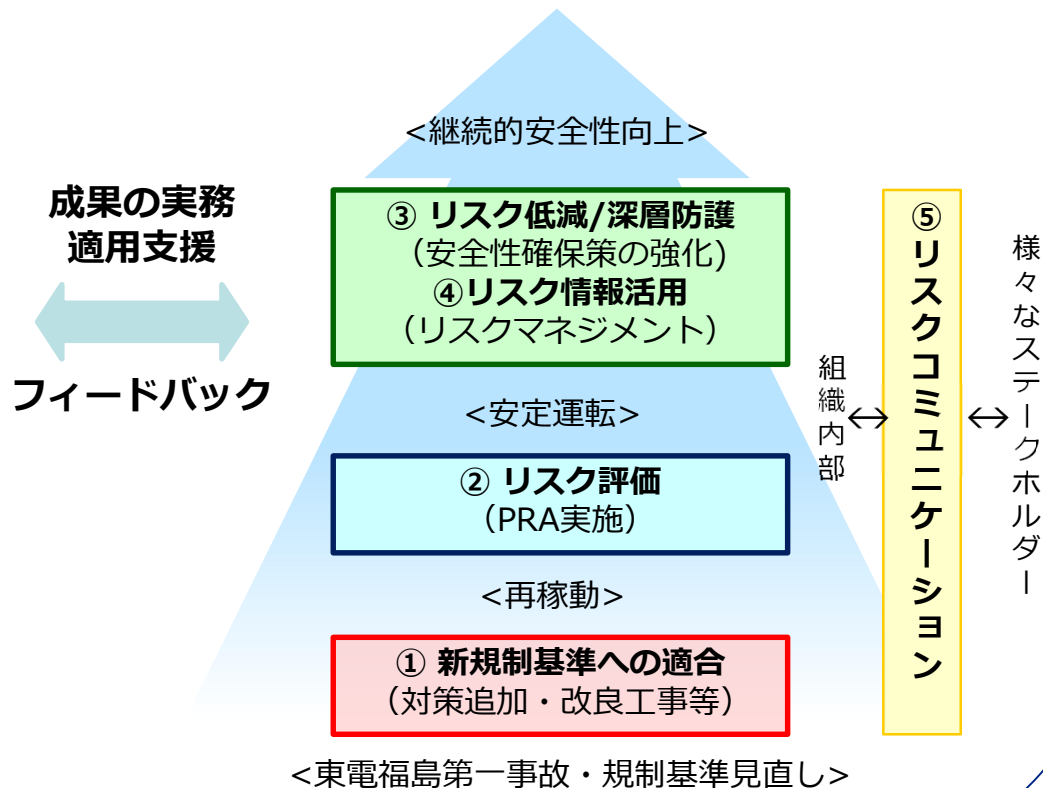 <継続的安全性向上>
成果の実務
適用支援
フィードバック
③ リスク低減/深層防護
（安全性確保策の強化)
④リスク情報活用
（リスクマネジメント）
<安定運転>
② リスク評価
（PRA実施）
<再稼動>
① 新規制基準への適合
（対策追加・改良工事等）
<東電福島第一事故・規制基準見直し>
組織内部
↔
⑤リスクコミュニケーション
↔
様々なステークホルダー